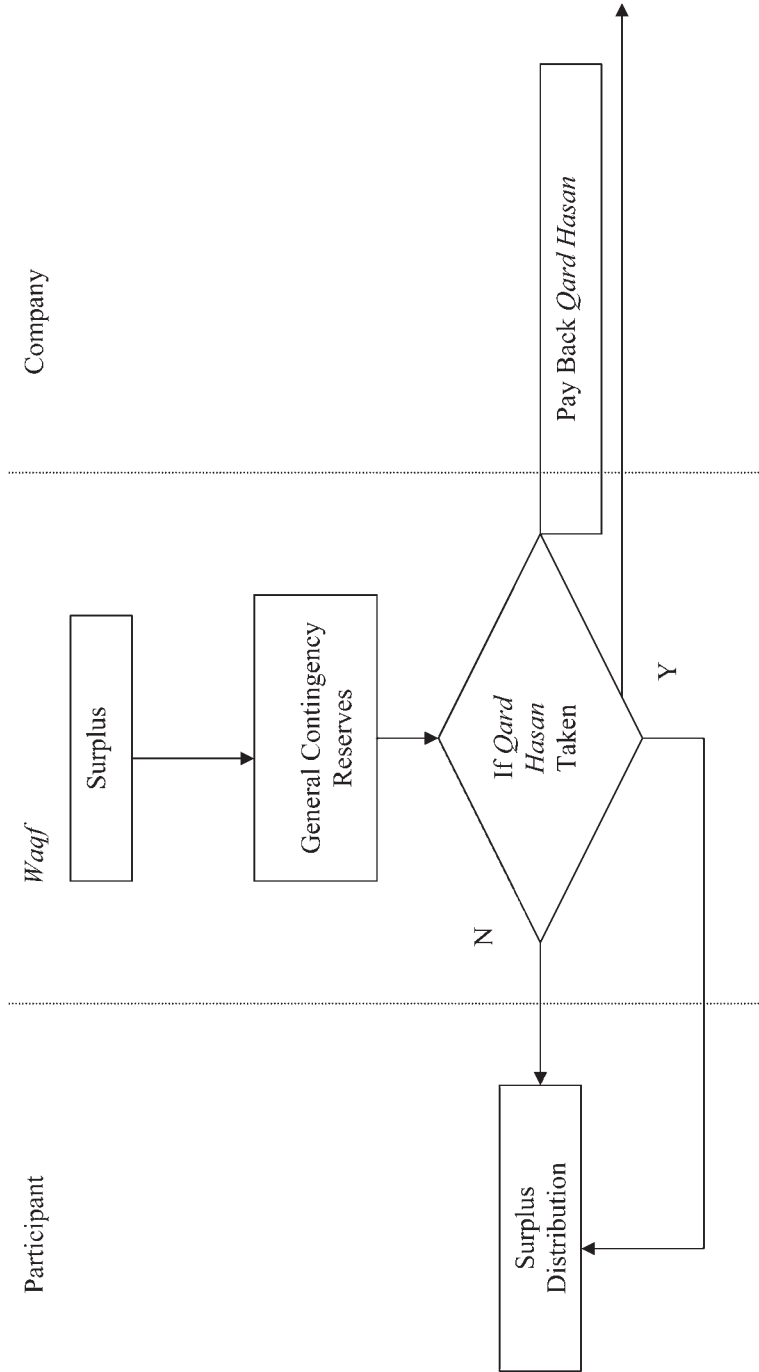 Participant
Waqf
Company
Surplus
General Contingency
Reserves
If Qard
Hasan
Taken
N
Y
Pay Back Qard Hasan
Surplus
Distribution